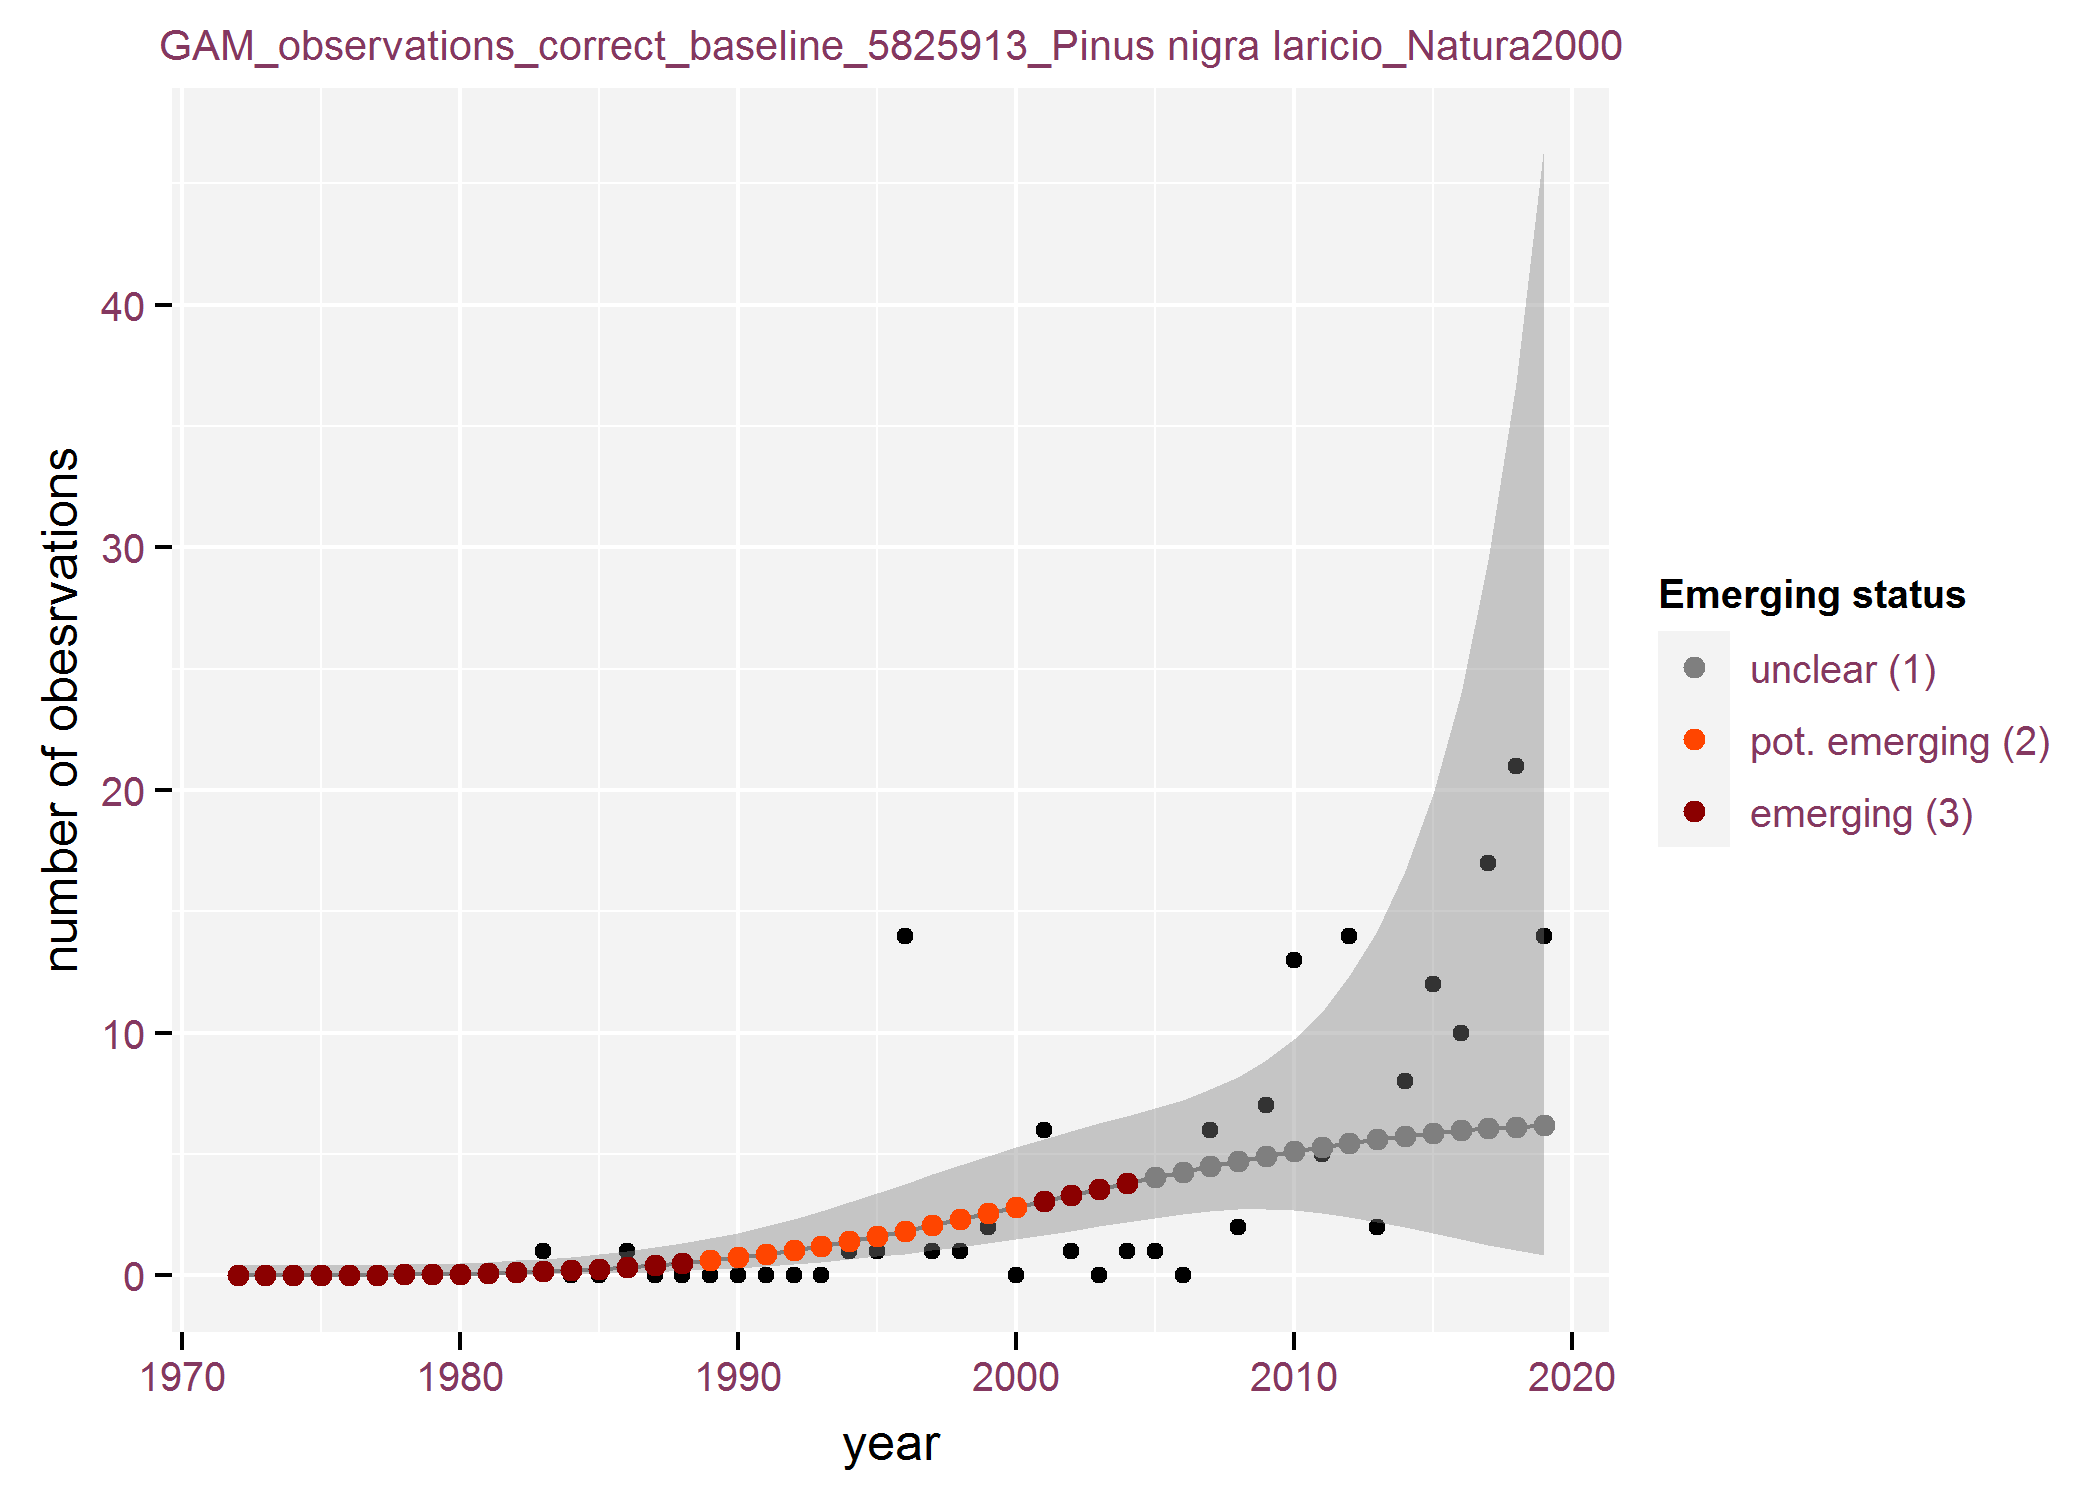 GAM_observations_correct_baseline_5825913_Pinus nigra laricio_Natura2000
number of obesrvations
40
30
20
10
0
1970 1980 1990 2000 2010 2020
year
Emerging status
unclear (1)
pot. emerging (2)
emerging (3)